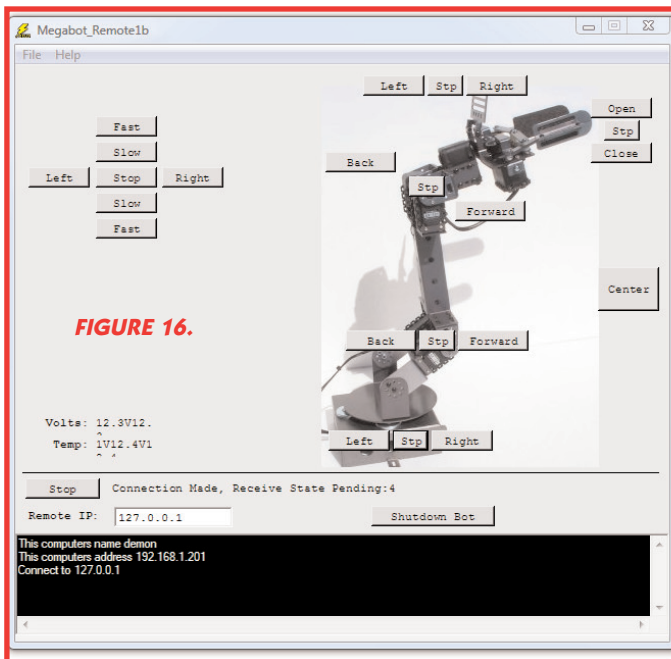 Megabot_Remote1b
File Help
Left Stp Right
Open
Stp
Close
Fast
Slow
Left Stop Right
Slow
Fast
Back
Stp
Forward
Center
FIGURE 16.
Back Stp Forward
Volts: 12.3V12.
Temp: 1V12.4V1
Left Stp Right
Stop Connection Made, Receive State Pending:4
Remote IP: 127.0.0.1 Shutdown Bot
This computers name demon
This computers address 192.168.1.201
Connect to 127.0.0.1